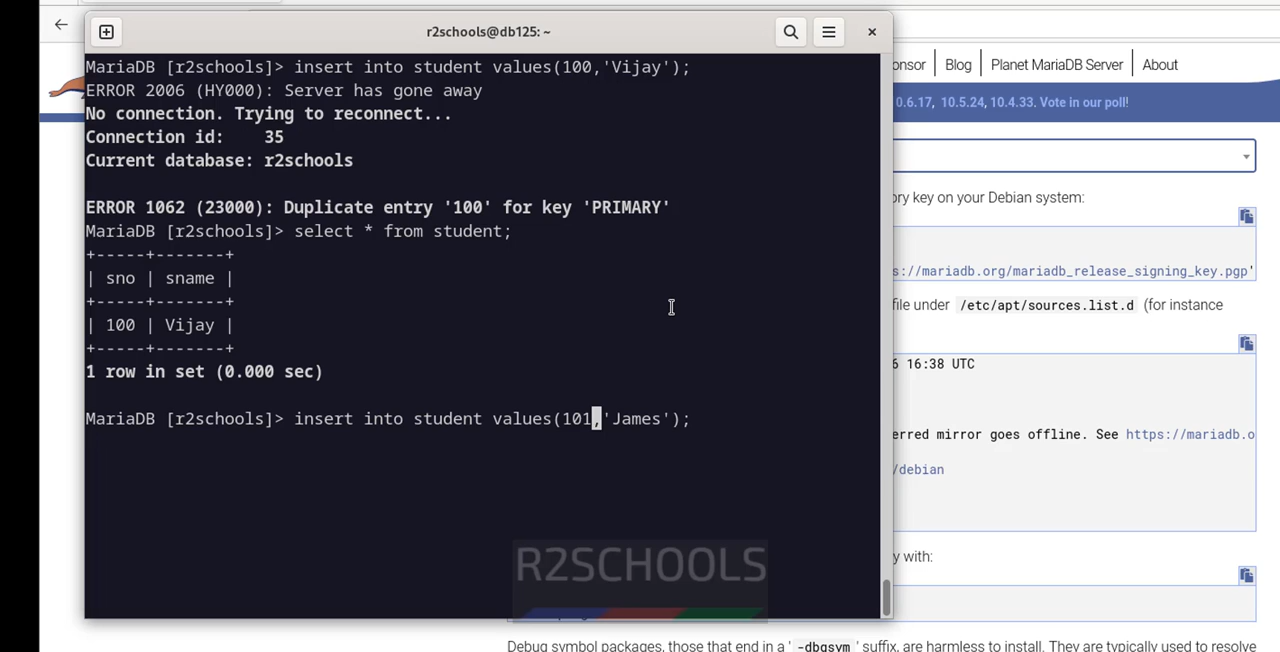 r2schools@db125: ~
MariaDB [r2schools]> insert into student values(100,'Vijay');
ERROR 2006 (HY000): Server has gone away
No connection. Trying to reconnect...
Connection id:    35
Current database: r2schools
ERROR 1062 (23000): Duplicate entry '100' for key 'PRIMARY'
MariaDB [r2schools]> select * from student;
+-----+-------+
| sno | sname |
+-----+-------+
| 100 | Vijay |
+-----+-------+
1 row in set (0.000 sec)
MariaDB [r2schools]> insert into student values(101,'James');
R2SCHOOLS
onsor Blog Planet MariaDB Server About
0.6.17, 10.5.24, 10.4.33. Vote in our poll!
ory key on your Debian system:
s://mariadb.org/mariadb_release_signing_key.pgp'
file under /etc/apt/sources.list.d (for instance
6 16:38 UTC
erred mirror goes offline. See https://mariadb.o
/debian
y with:
Debug symbol packages, those that end in a '-dbgsym' suffix, are harmless to install. They are typically used to resolve